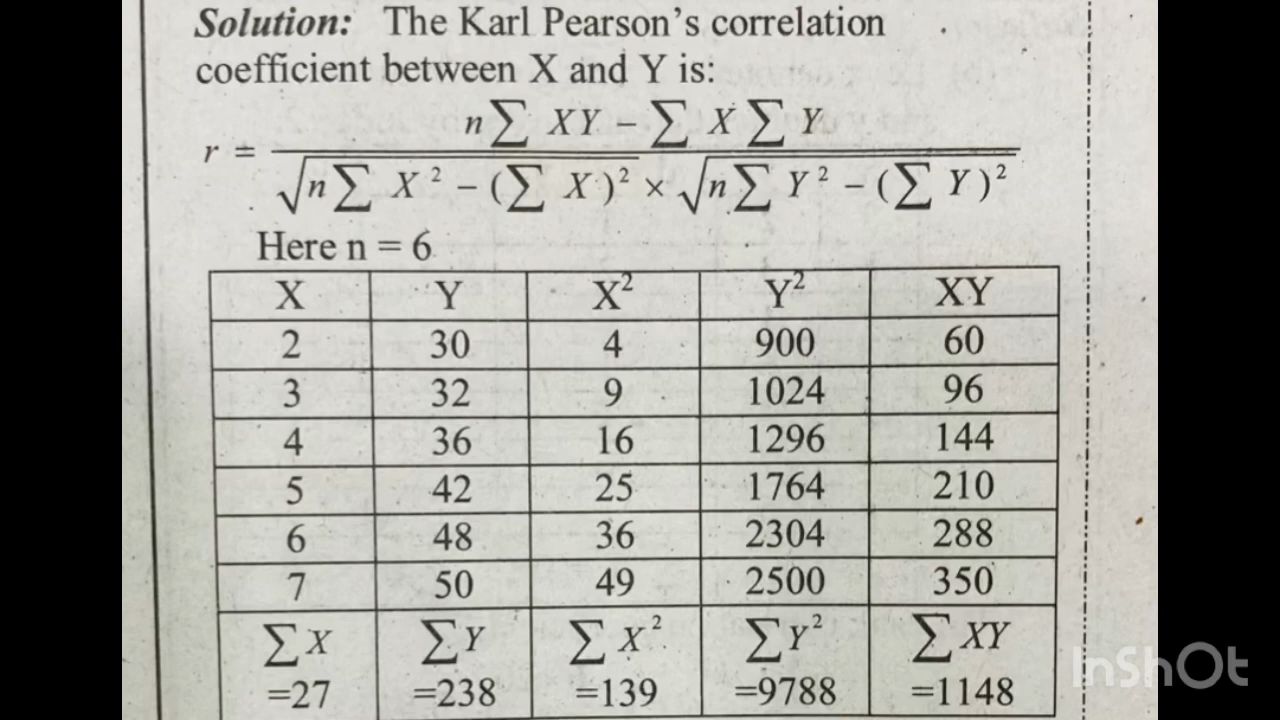 Solution: The Karl Pearson's correlation
coefficient between X and Y is:
r = n∑ XY – ∑ X ∑ Y / √n∑ X² – (∑ X)² × √n∑ Y² – (∑ Y)²
Here n = 6
X Y X² Y² XY
2 30 4 900 60
3 32 9 1024 96
4 36 16 1296 144
5 42 25 1764 210
6 48 36 2304 288
7 50 49 2500 350
∑X ∑Y ∑X² ∑Y² ∑XY
=27 =238 =139 =9788 =1148
InShOt